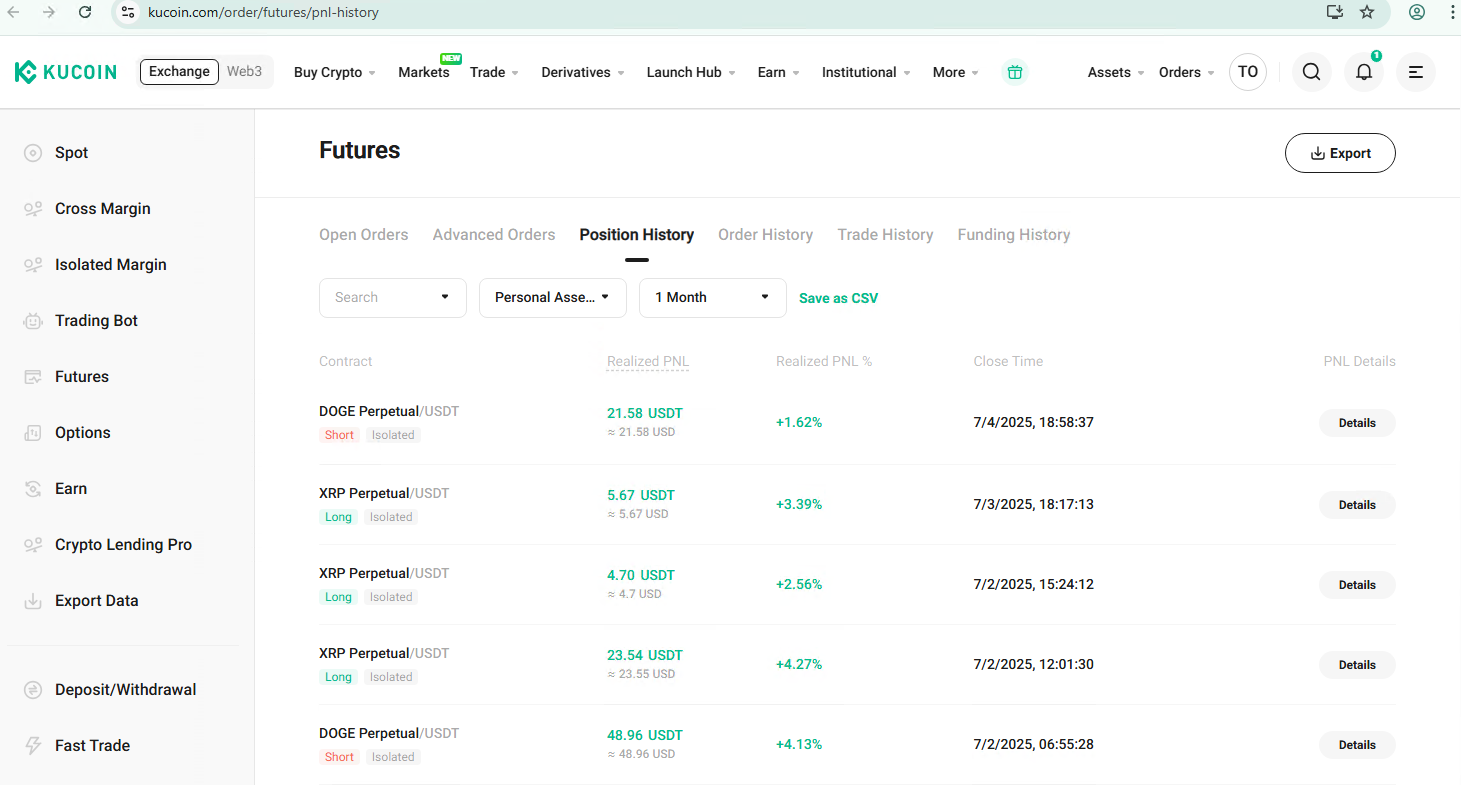 kucoin.com/order/futures/pnl-history
KUCOIN
Exchange Web3 Buy Crypto Markets NEW Trade Derivatives Launch Hub Earn Institutional More Assets Orders TO 1
Spot
Cross Margin
Isolated Margin
Trading Bot
Futures
Options
Earn
Crypto Lending Pro
Export Data
Deposit/Withdrawal
Fast Trade
Futures
Export
Open Orders Advanced Orders Position History Order History Trade History Funding History
Search Personal Asse... 1 Month Save as CSV
Contract Realized PNL Realized PNL % Close Time PNL Details
DOGE Perpetual/USDT 21.58 USDT +1.62% 7/4/2025, 18:58:37 Details
Short Isolated ≈ 21.58 USD
XRP Perpetual/USDT 5.67 USDT +3.39% 7/3/2025, 18:17:13 Details
Long Isolated ≈ 5.67 USD
XRP Perpetual/USDT 4.70 USDT +2.56% 7/2/2025, 15:24:12 Details
Long Isolated ≈ 4.7 USD
XRP Perpetual/USDT 23.54 USDT +4.27% 7/2/2025, 12:01:30 Details
Long Isolated ≈ 23.55 USD
DOGE Perpetual/USDT 48.96 USDT +4.13% 7/2/2025, 06:55:28 Details
Short Isolated ≈ 48.96 USD